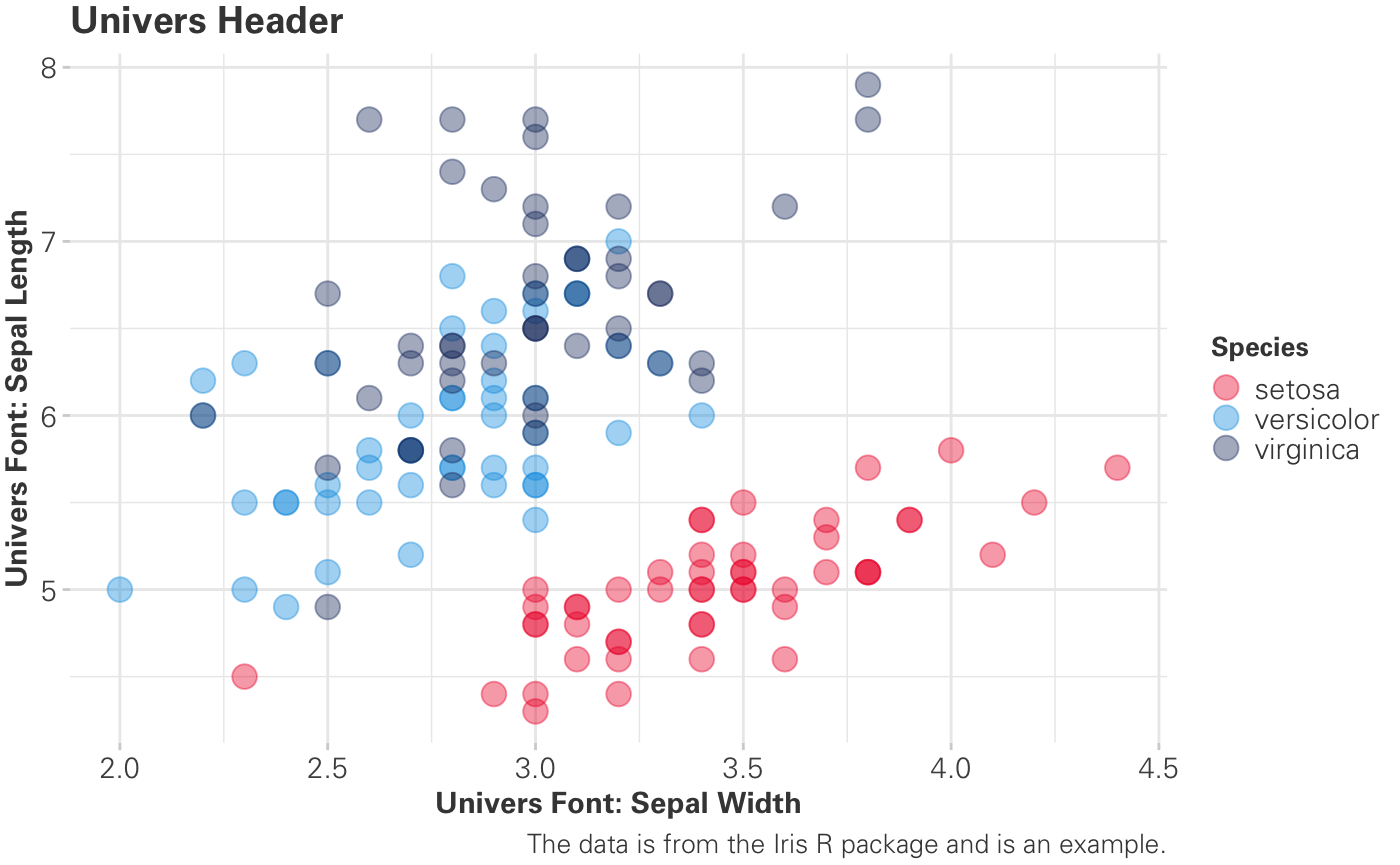 Univers Header
8
7
6
5
Univers Font: Sepal Length
2.0 2.5 3.0 3.5 4.0 4.5
Univers Font: Sepal Width
Species
setosa
versicolor
virginica
The data is from the Iris R package and is an example.